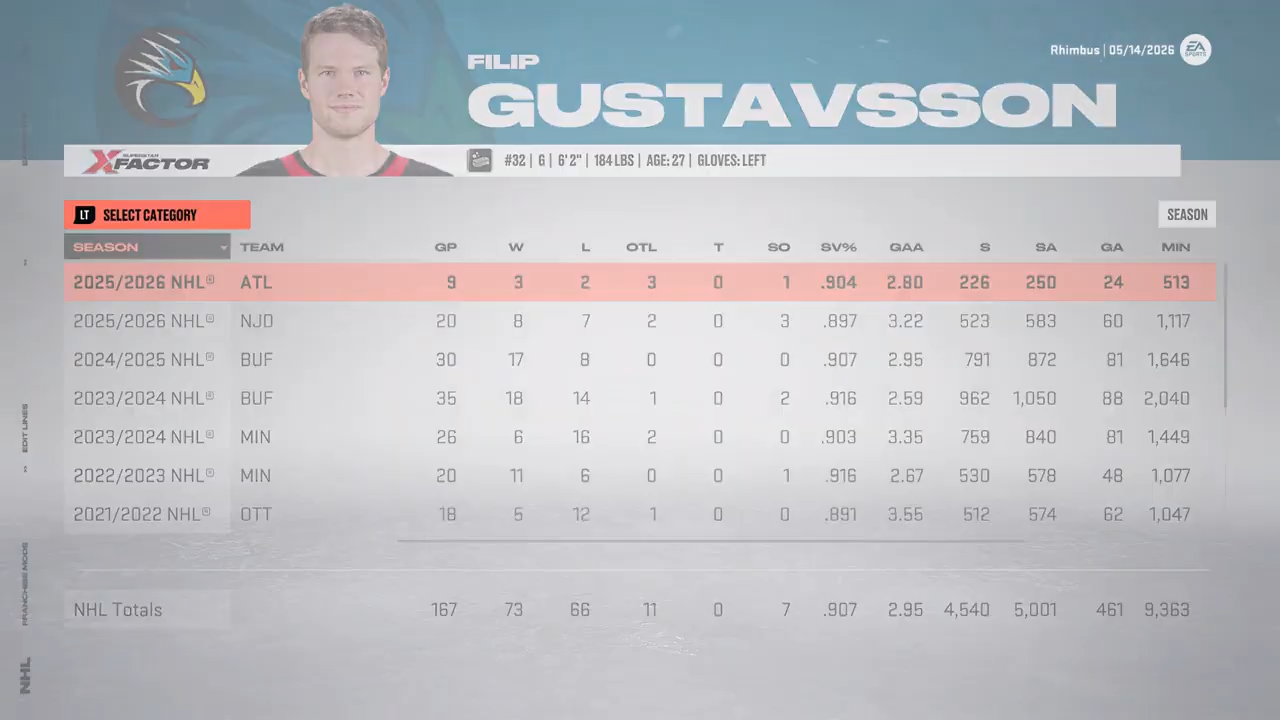 Rhimbus | 05/14/2026
EA SPORTS
FILIP
GUSTAVSSON
SUPERSTAR
X FACTOR
#32 | G | 6' 2" | 184 LBS | AGE: 27 | GLOVES: LEFT
LT SELECT CATEGORY
SEASON
SEASON TEAM GP W L OTL T SO SV% GAA S SA GA MIN
2025/2026 NHL® ATL 9 3 2 3 0 1 .904 2.80 226 250 24 513
2025/2026 NHL® NJD 20 8 7 2 0 3 .897 3.22 523 583 60 1,117
2024/2025 NHL® BUF 30 17 8 0 0 0 .907 2.95 791 872 81 1,646
2023/2024 NHL® BUF 35 18 14 1 0 2 .916 2.59 962 1,050 88 2,040
2023/2024 NHL® MIN 26 6 16 2 0 0 .903 3.35 759 840 81 1,449
2022/2023 NHL® MIN 20 11 6 0 0 1 .916 2.67 530 578 48 1,077
2021/2022 NHL® OTT 18 5 12 1 0 0 .891 3.55 512 574 62 1,047
NHL Totals 167 73 66 11 0 7 .907 2.95 4,540 5,001 461 9,363
EDIT LINES
FRANCHISE MODE
NHL